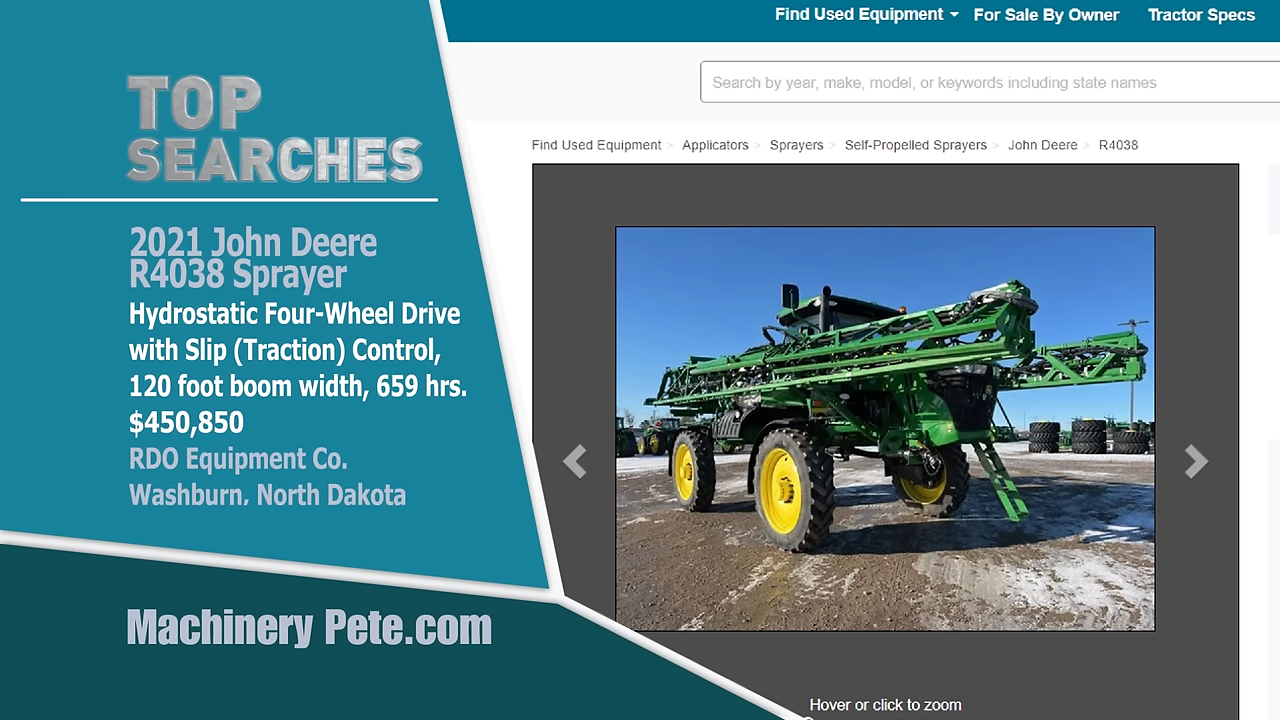 Find Used Equipment
For Sale By Owner
Tractor Specs
Search by year, make, model, or keywords including state names
TOP
SEARCHES
Find Used Equipment > Applicators > Sprayers > Self-Propelled Sprayers > John Deere > R4038
2021 John Deere
R4038 Sprayer
Hydrostatic Four-Wheel Drive
with Slip (Traction) Control,
120 foot boom width, 659 hrs.
$450,850
RDO Equipment Co.
Washburn, North Dakota
Machinery Pete.com
Hover or click to zoom